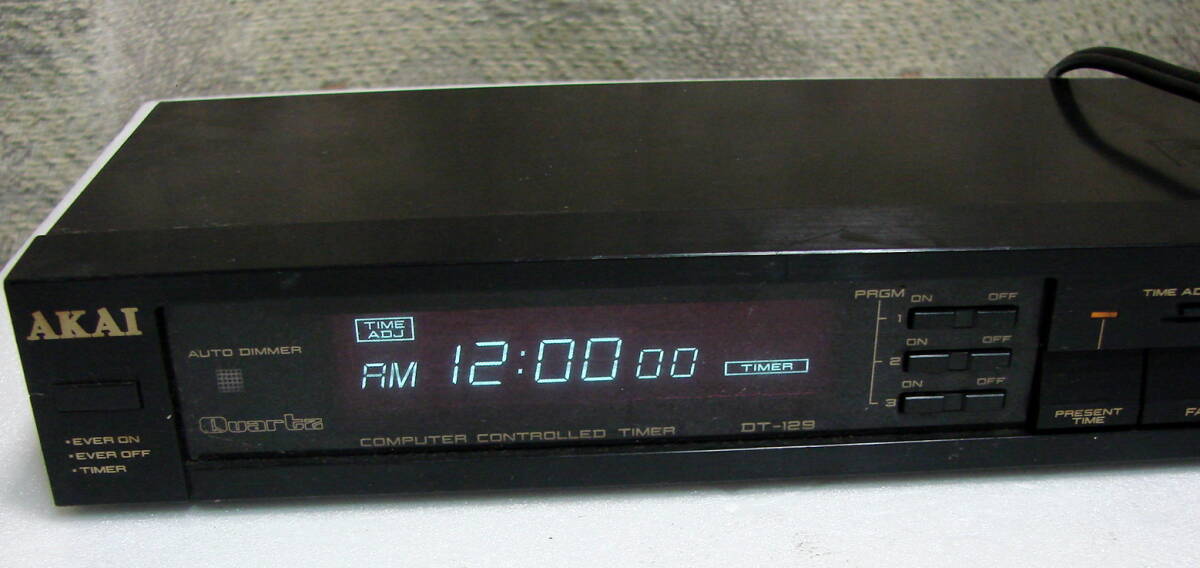 AKAI
AUTO DIMMER
Quartz
• EVER ON
• EVER OFF
• TIMER
TIME ADJ
AM 12:00 00
TIMER
COMPUTER CONTROLLED TIMER DT-129
PRGM
1 ON OFF
2 ON OFF
3 ON OFF
TIME AD
PRESENT TIME